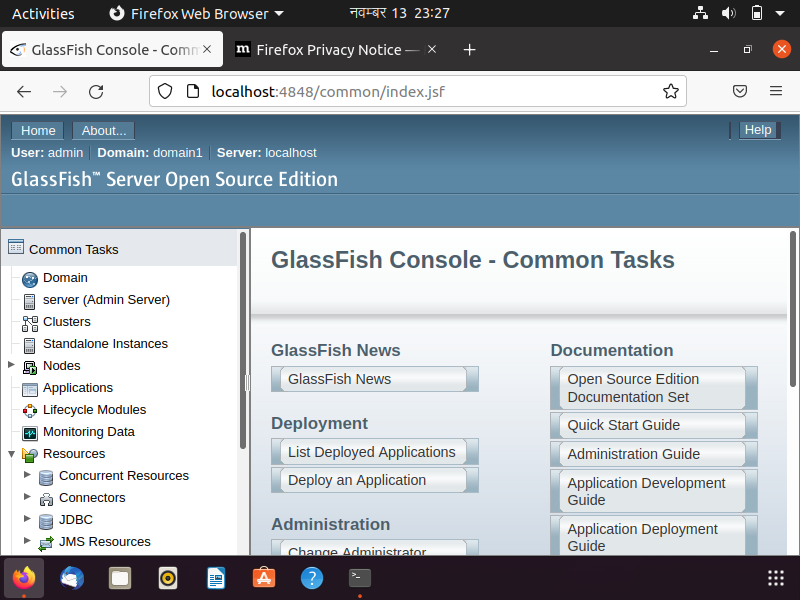 Activities
Firefox Web Browser
नवम्बर 13 23:27
GlassFish Console - Comm
Firefox Privacy Notice —
localhost:4848/common/index.jsf
Home
About...
Help
User: admin
Domain: domain1
Server: localhost
GlassFish™ Server Open Source Edition
Common Tasks
Domain
server (Admin Server)
Clusters
Standalone Instances
Nodes
Applications
Lifecycle Modules
Monitoring Data
Resources
Concurrent Resources
Connectors
JDBC
JMS Resources
GlassFish Console - Common Tasks
GlassFish News
GlassFish News
Deployment
List Deployed Applications
Deploy an Application
Administration
Change Administrator
Documentation
Open Source Edition
Documentation Set
Quick Start Guide
Administration Guide
Application Development
Guide
Application Deployment
Guide